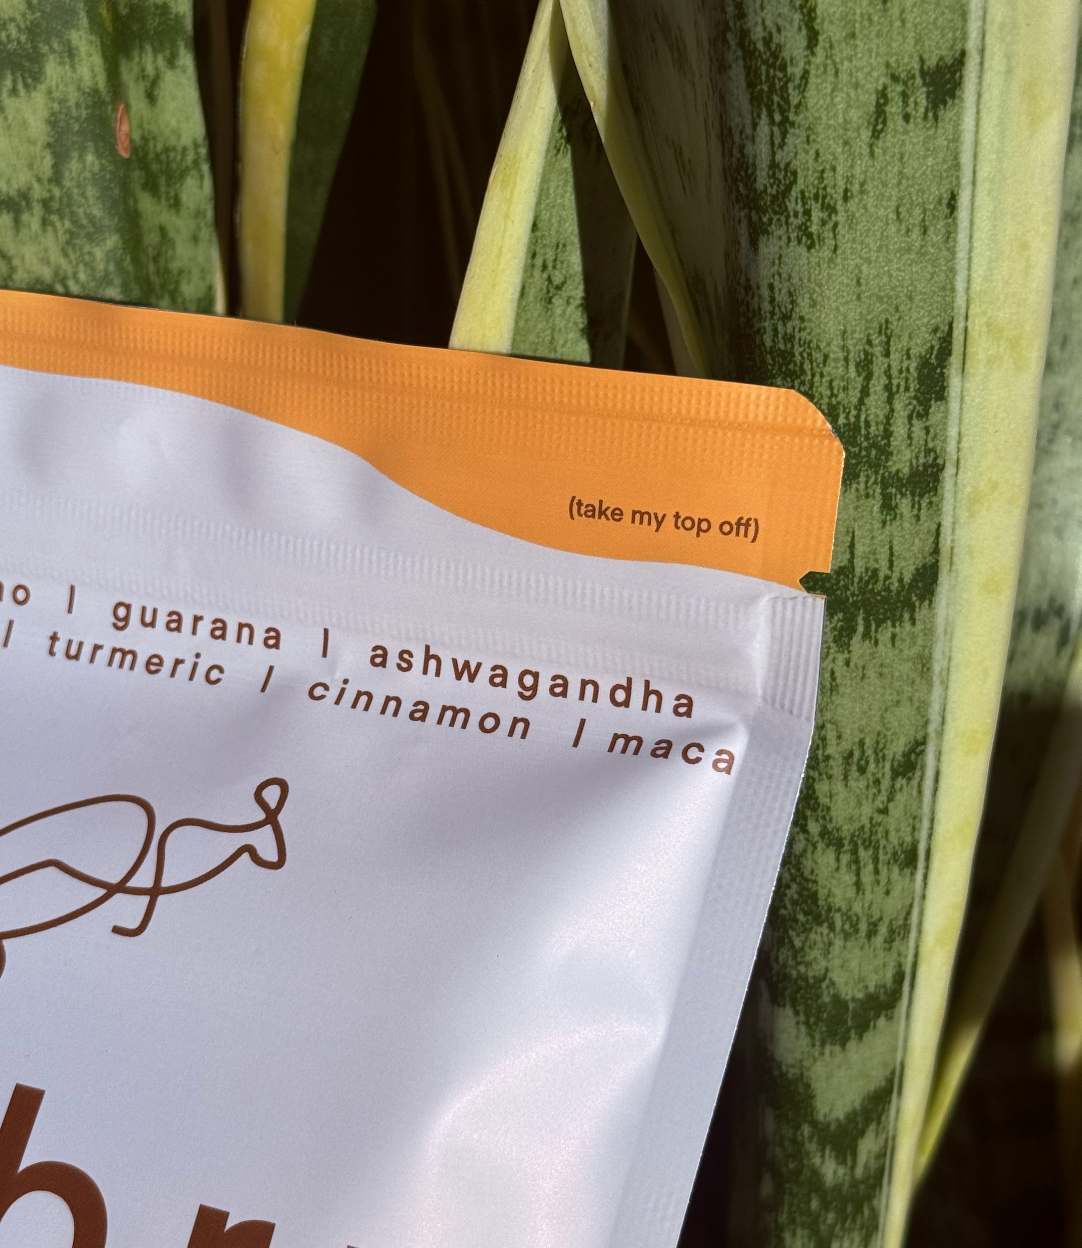 (take my top off)
guarana | ashwagandha
| turmeric | cinnamon | maca